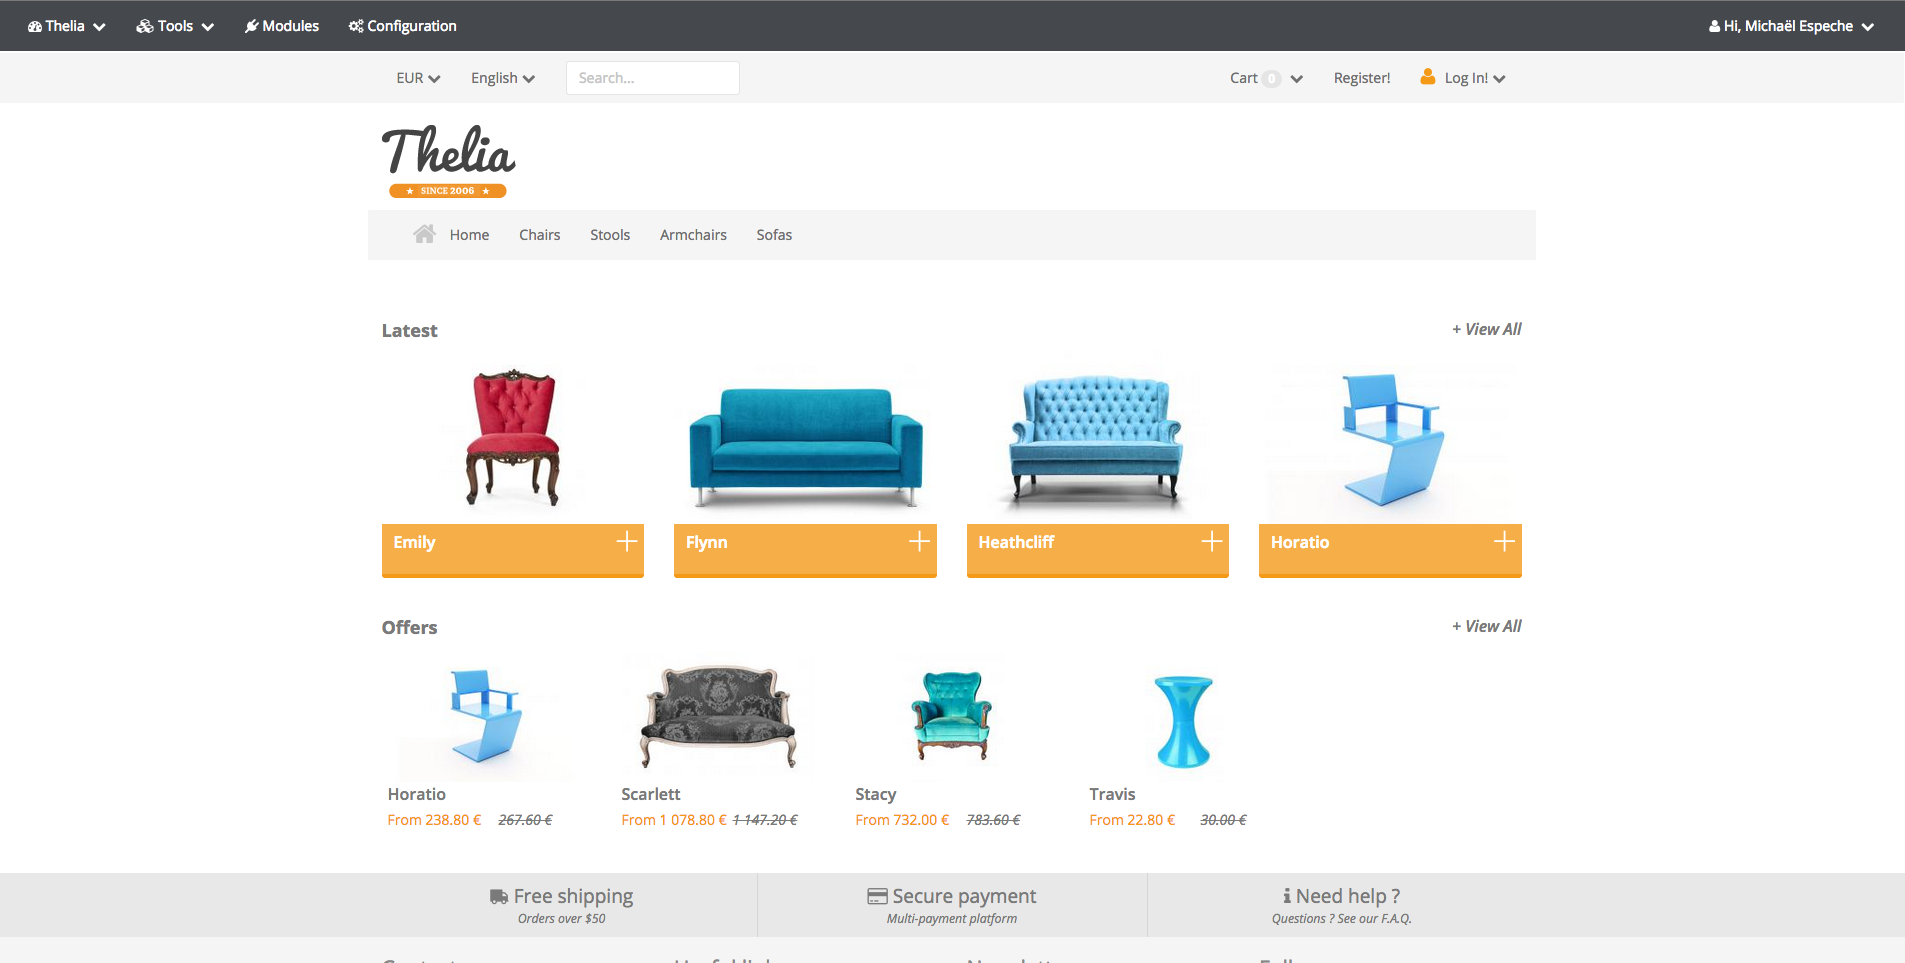 Thelia Tools Modules Configuration Hi, Michaël Espeche
EUR English Search... Cart 0 Register! Log In!
Thelia
SINCE 2006
Home Chairs Stools Armchairs Sofas
Latest + View All
Emily Flynn Heathcliff Horatio
Offers + View All
Horatio Scarlett Stacy Travis
From 238.80 € 267.60 € From 1 078.80 € 1 147.20 € From 732.00 € 783.60 € From 22.80 € 30.00 €
Free shipping Secure payment Need help ?
Orders over $50 Multi-payment platform Questions ? See our F.A.Q.